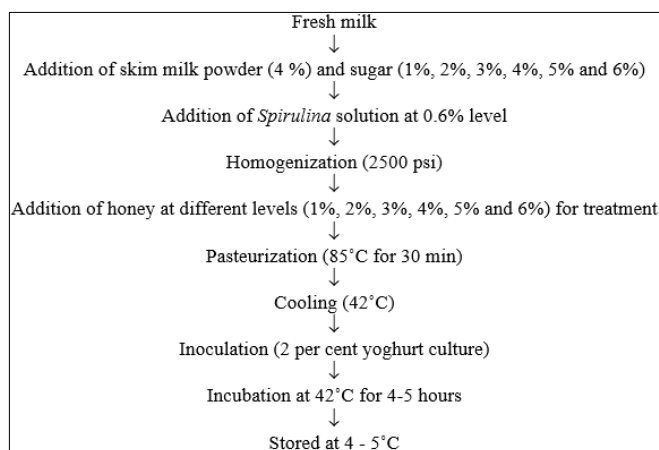 Fresh milk
↓
Addition of skim milk powder (4 %) and sugar (1%, 2%, 3%, 4%, 5% and 6%)
↓
Addition of Spirulina solution at 0.6% level
↓
Homogenization (2500 psi)
↓
Addition of honey at different levels (1%, 2%, 3%, 4%, 5% and 6%) for treatment
↓
Pasteurization (85˚C for 30 min)
↓
Cooling (42˚C)
↓
Inoculation (2 per cent yoghurt culture)
↓
Incubation at 42˚C for 4-5 hours
↓
Stored at 4 - 5˚C